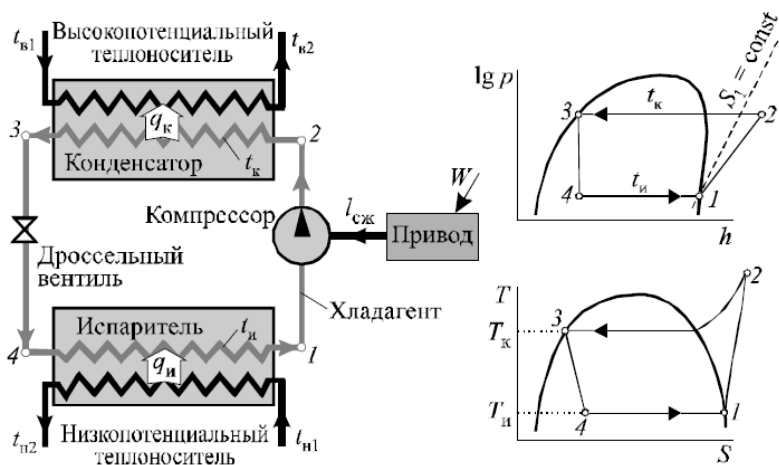 tв1
Высокопотенциальный
теплоноситель
tв2
qк
3
2
Конденсатор
tк
Компрессор
W
lсж
Привод
Дроссельный
вентиль
Хладагент
Испаритель
tи
4
1
qи
tн2
Низкопотенциальный
теплоноситель
tн1
lg p
S1 = const
3
tк
2
4
tи
1
h
T
2
3
Tк
Tи
4
1
S